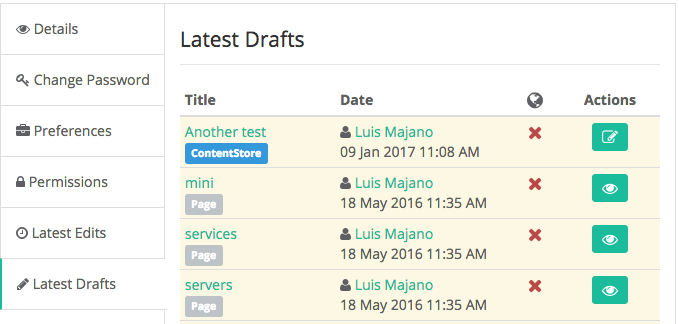 Details
Change Password
Preferences
Permissions
Latest Edits
Latest Drafts
Latest Drafts
Title Date Actions
Another test Luis Majano
ContentStore 09 Jan 2017 11:08 AM
mini Luis Majano
Page 18 May 2016 11:35 AM
services Luis Majano
Page 18 May 2016 11:35 AM
servers Luis Majano
Page 18 May 2016 11:35 AM